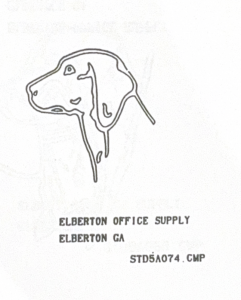 ELBERTON OFFICE SUPPLY
ELBERTON GA
STD5A074.CMP